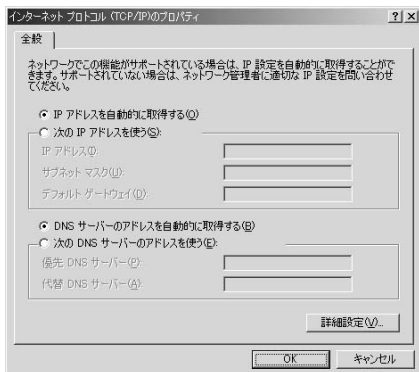 インターネット プロトコル (TCP/IP)のプロパティ
全般
ネットワークでこの機能がサポートされている場合は、IP 設定を自動的に取得することがで
きます。サポートされていない場合は、ネットワーク管理者に適切な IP 設定を問い合わせ
てください。
IP アドレスを自動的に取得する(O)
次の IP アドレスを使う(S):
IP アドレス(I):
サブネット マスク(U):
デフォルト ゲートウェイ(D):
DNS サーバーのアドレスを自動的に取得する(B)
次の DNS サーバーのアドレスを使う(E):
優先 DNS サーバー(P):
代替 DNS サーバー(A):
詳細設定(V)...
OK
キャンセル